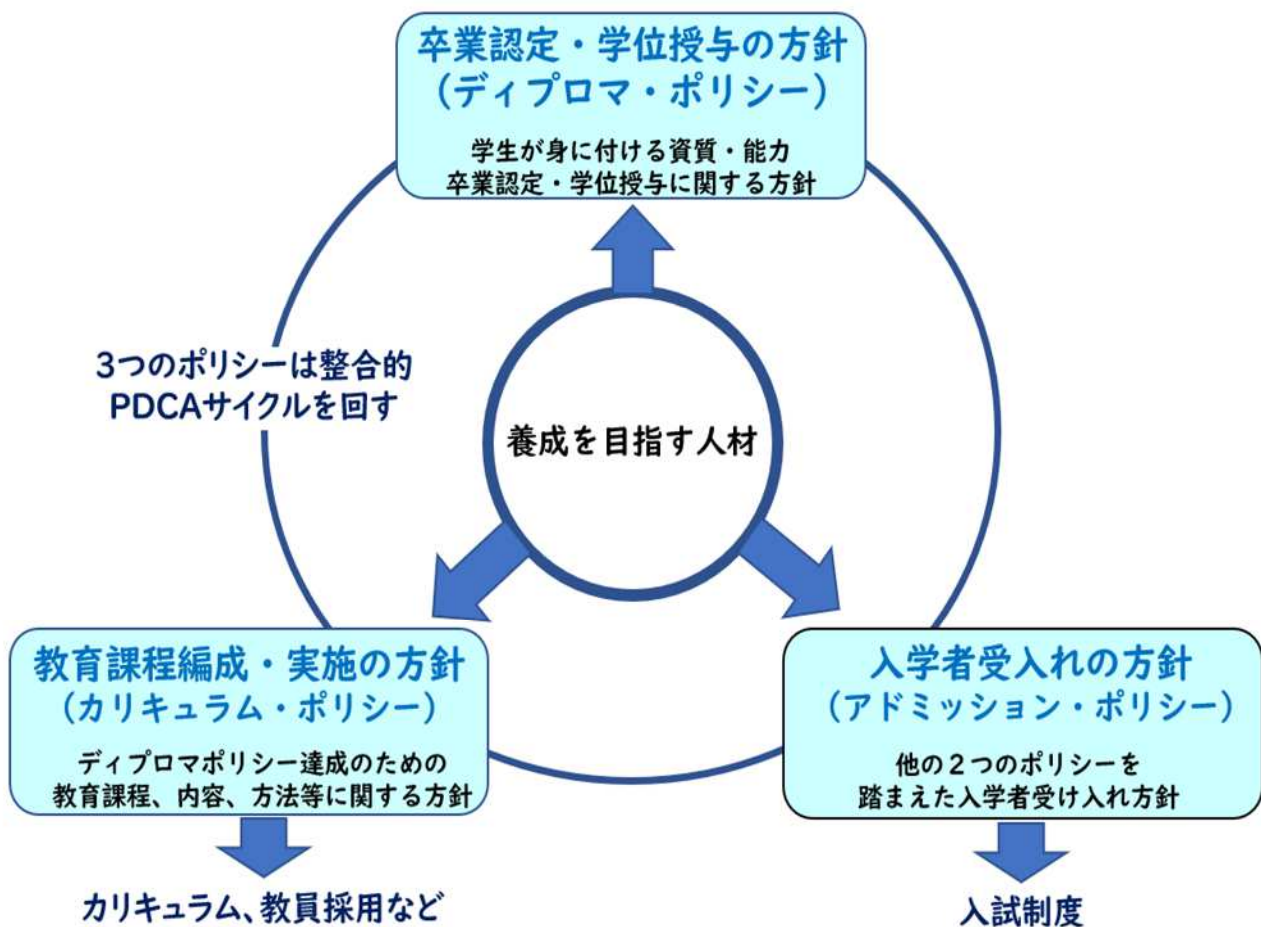 卒業認定・学位授与の方針
（ディプロマ・ポリシー）
学生が身に付ける資質・能力
卒業認定・学位授与に関する方針
3つのポリシーは整合的
PDCAサイクルを回す
養成を目指す人材
教育課程編成・実施の方針
（カリキュラム・ポリシー）
ディプロマポリシー達成のための
教育課程、内容、方法等に関する方針
カリキュラム、教員採用など
入学者受入れの方針
（アドミッション・ポリシー）
他の２つのポリシーを
踏まえた入学者受け入れ方針
入試制度